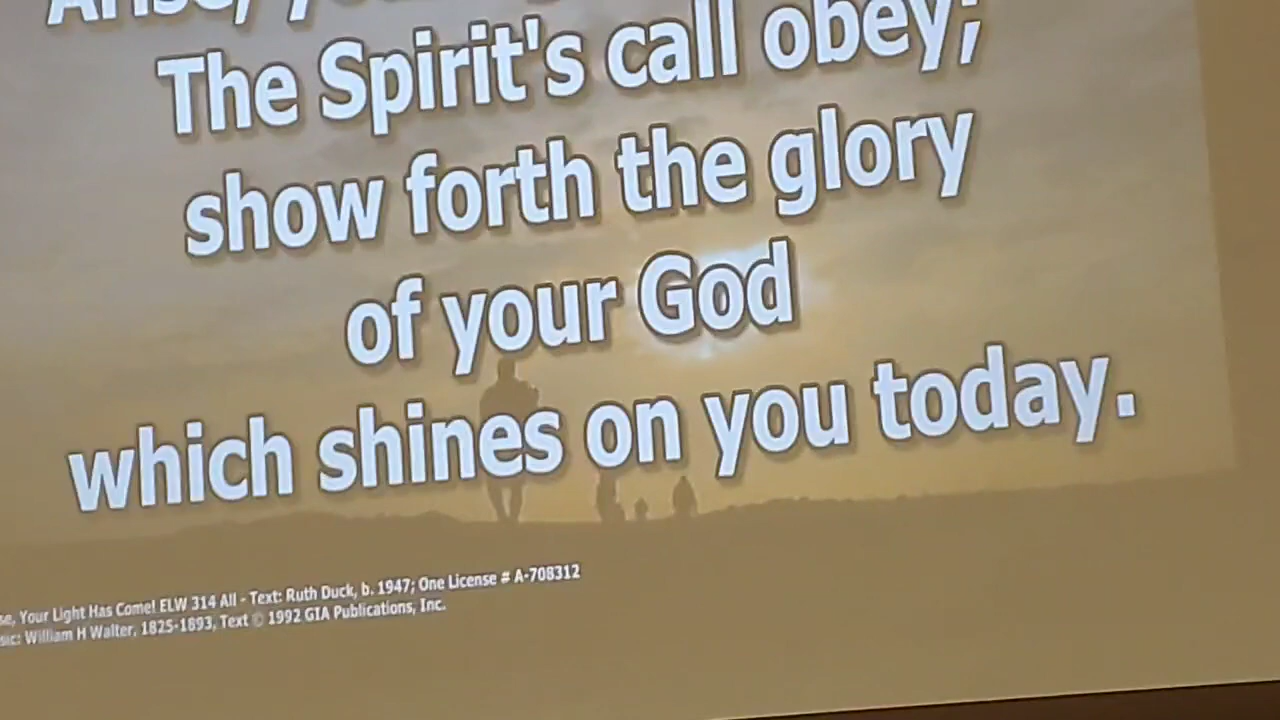 Arise,
The Spirit's call obey;
show forth the glory
of your God
which shines on you today.
Your Light Has Come! ELW 314 All - Text: Ruth Duck, b. 1947; One License # A-708312
William H Walter, 1825-1893, Text © 1992 GIA Publications, Inc.